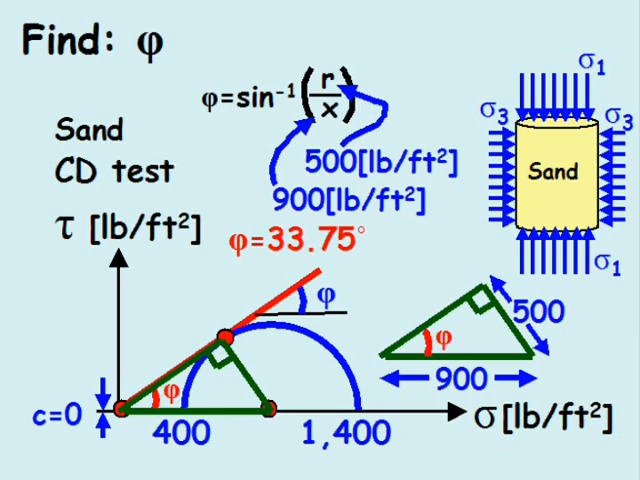 Find: φ
φ=sin⁻¹(r/x)
Sand
CD test
500[lb/ft²]
900[lb/ft²]
τ [lb/ft²]
φ=33.75°
σ₁
σ₃
σ₃
Sand
σ₁
φ
φ
500
φ
900
c=0
400
1,400
σ[lb/ft²]